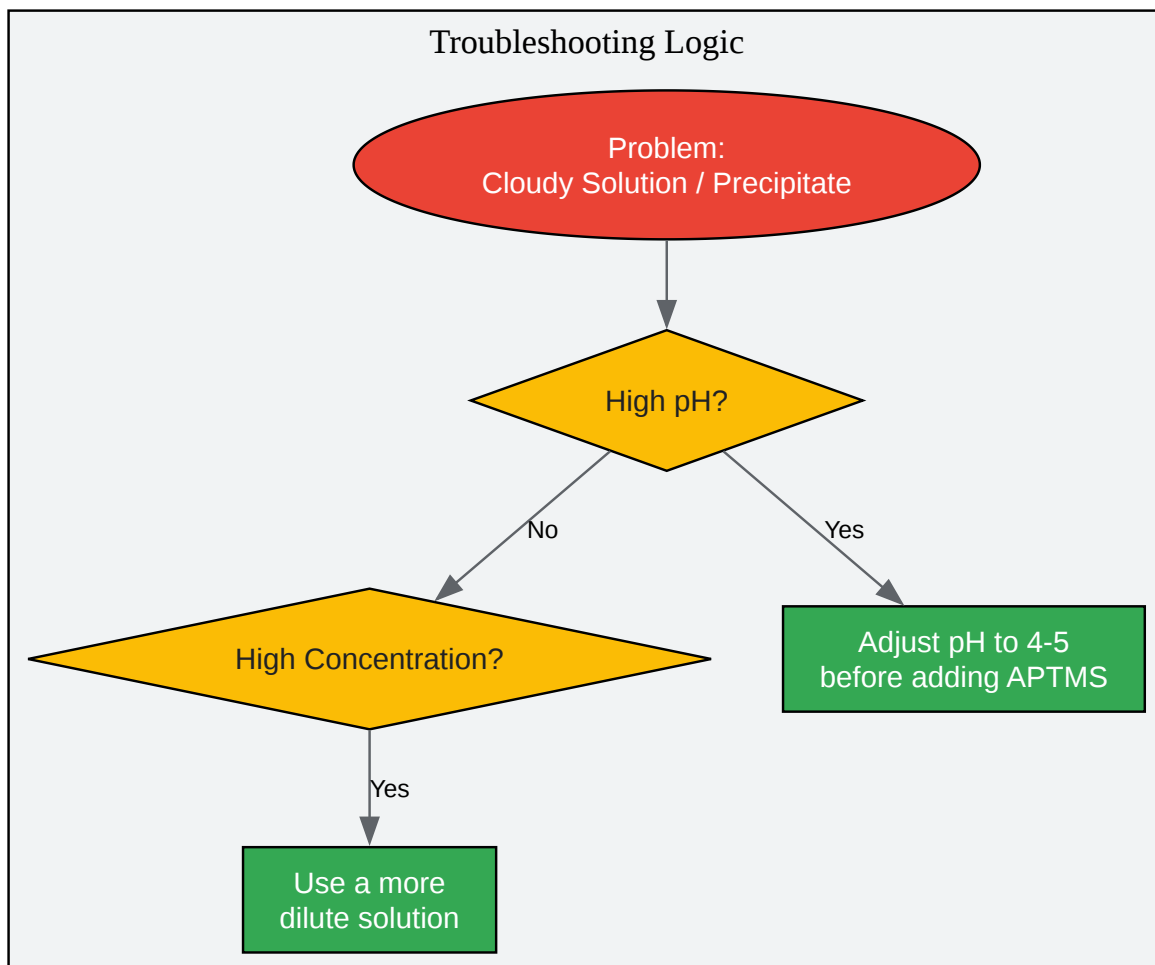 Troubleshooting Logic
Problem:
Cloudy Solution / Precipitate
High pH?
No
Yes
High Concentration?
Adjust pH to 4-5
before adding APTMS
Yes
Use a more
dilute solution